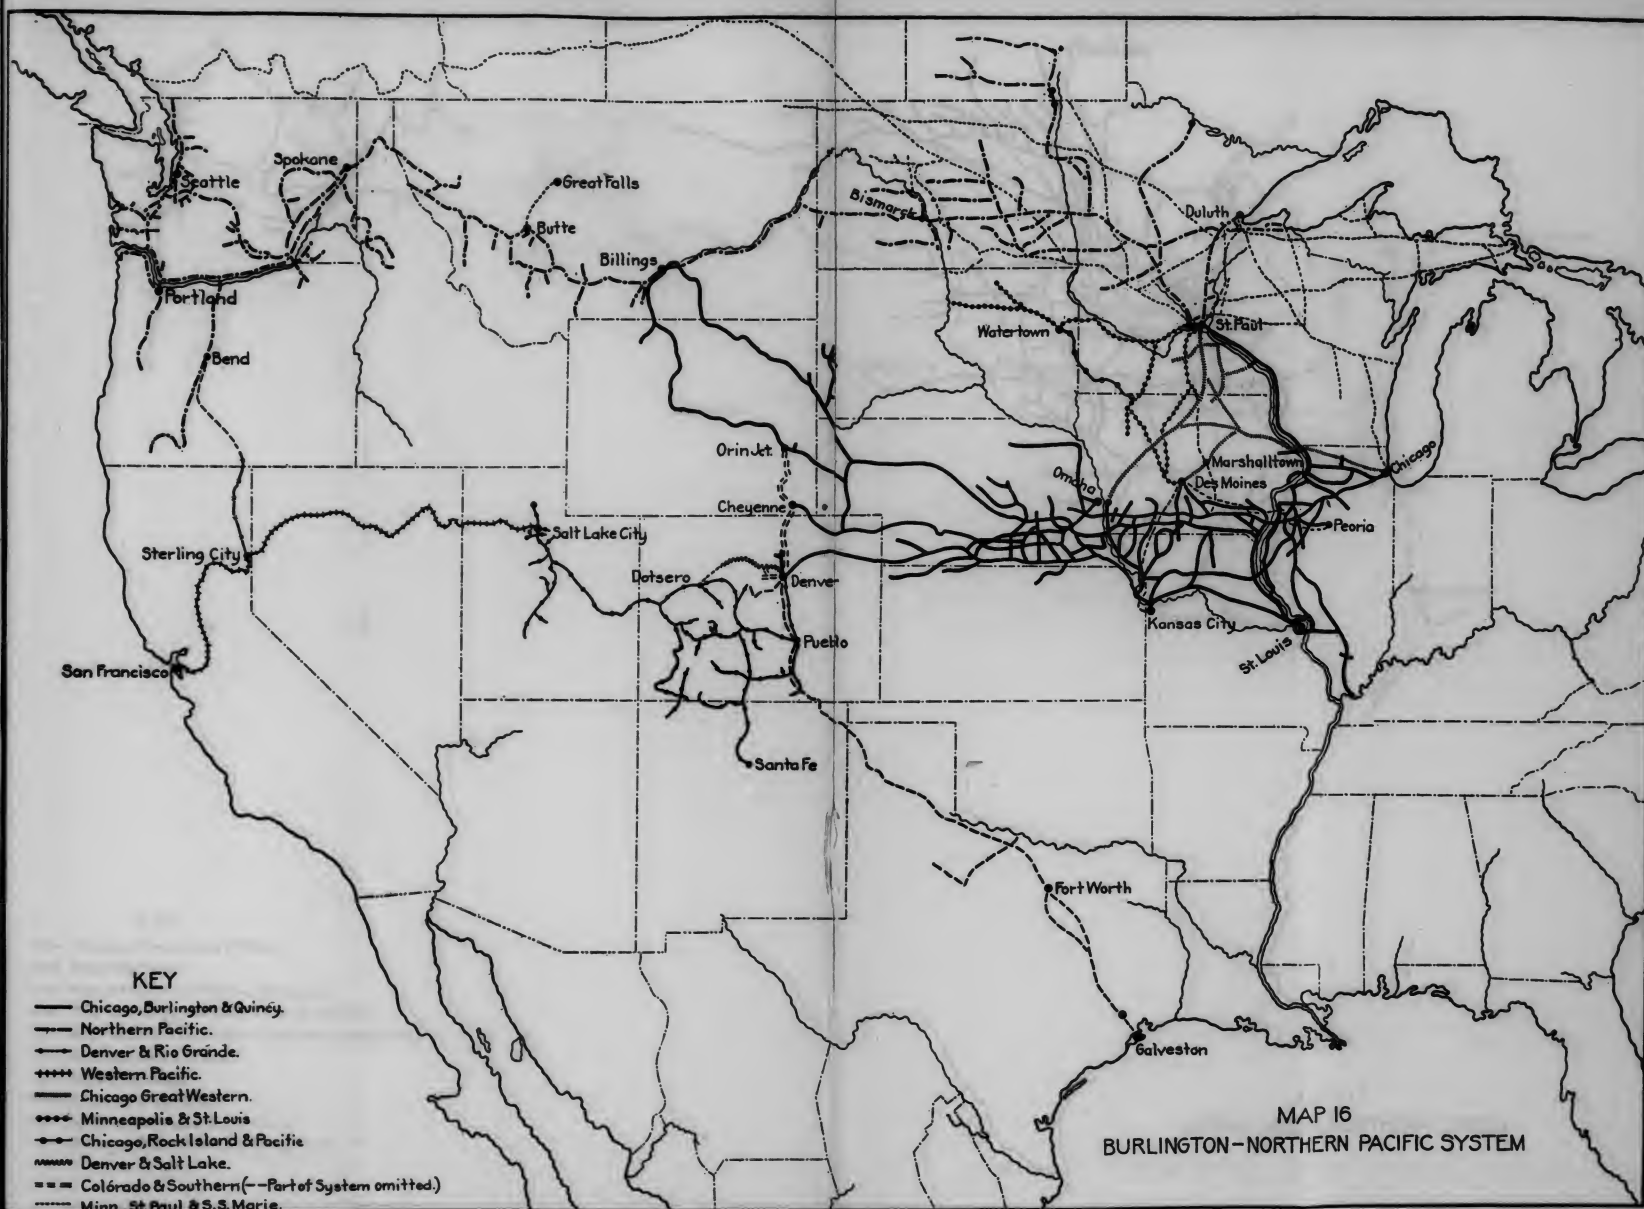 Spokane
Seattle
Great Falls
Bismarck
Duluth
Butte
Billings
Portland
Watertown
St. Paul
Bend
Orin Jct.
Omaha
Marshalltown
Chicago
Des Moines
Cheyenne
Peoria
Salt Lake City
Sterling City
Dotsero
Denver
Kansas City
Pueblo
St. Louis
San Francisco
Santa Fe
Fort Worth
Galveston
KEY
Chicago, Burlington & Quincy.
Northern Pacific.
Denver & Rio Grande.
Western Pacific.
Chicago Great Western.
Minneapolis & St. Louis
Chicago, Rock Island & Pacific
Denver & Salt Lake.
Colorado & Southern (--Part of System omitted.)
Minn. St. Paul & S.S. Marie.
MAP 16
BURLINGTON-NORTHERN PACIFIC SYSTEM